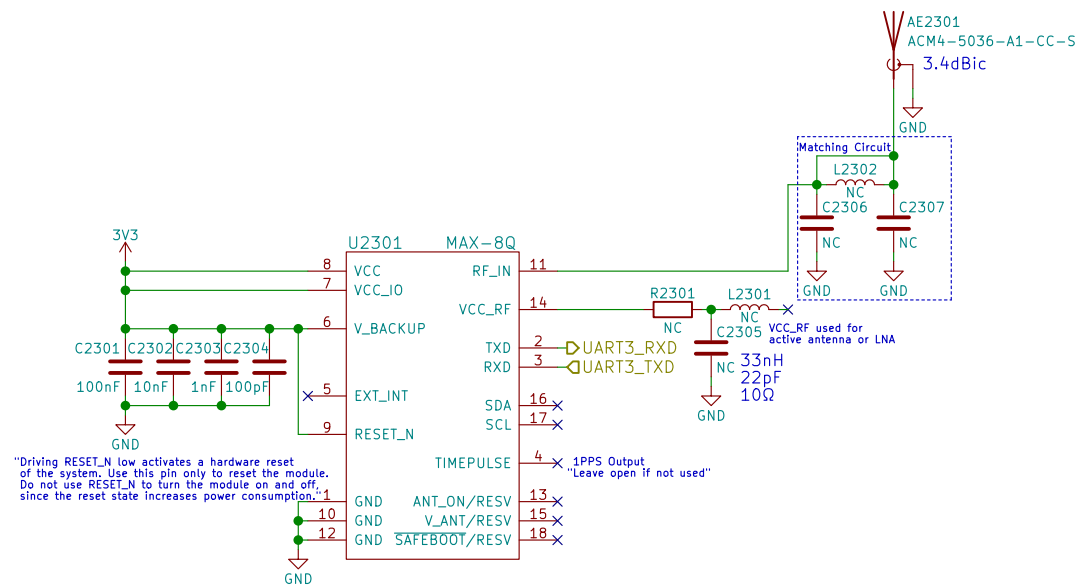 AE2301
ACM4-5036-A1-CC-S
3.4dBic
GND
Matching Circuit
L2302
NC
C2306
C2307
NC
NC
GND
GND
3V3
U2301
MAX-8Q
8
VCC
RF_IN
11
7
VCC_IO
6
V_BACKUP
VCC_RF
14
R2301
NC
L2301
NC
VCC_RF used for
active antenna or LNA
C2305
NC
33nH
22pF
10Ω
GND
C2301
C2302
C2303
C2304
100nF
10nF
1nF
100pF
GND
TXD
2
UART3_RXD
RXD
3
UART3_TXD
5
EXT_INT
SDA
16
SCL
17
9
RESET_N
TIMEPULSE
4
1PPS Output
"Leave open if not used"
"Driving RESET_N low activates a hardware reset
of the system. Use this pin only to reset the module.
Do not use RESET_N to turn the module on and off,
since the reset state increases power consumption."
1
GND
ANT_ON/RESV
13
10
GND
V_ANT/RESV
15
12
GND
SAFEBOOT/RESV
18
GND